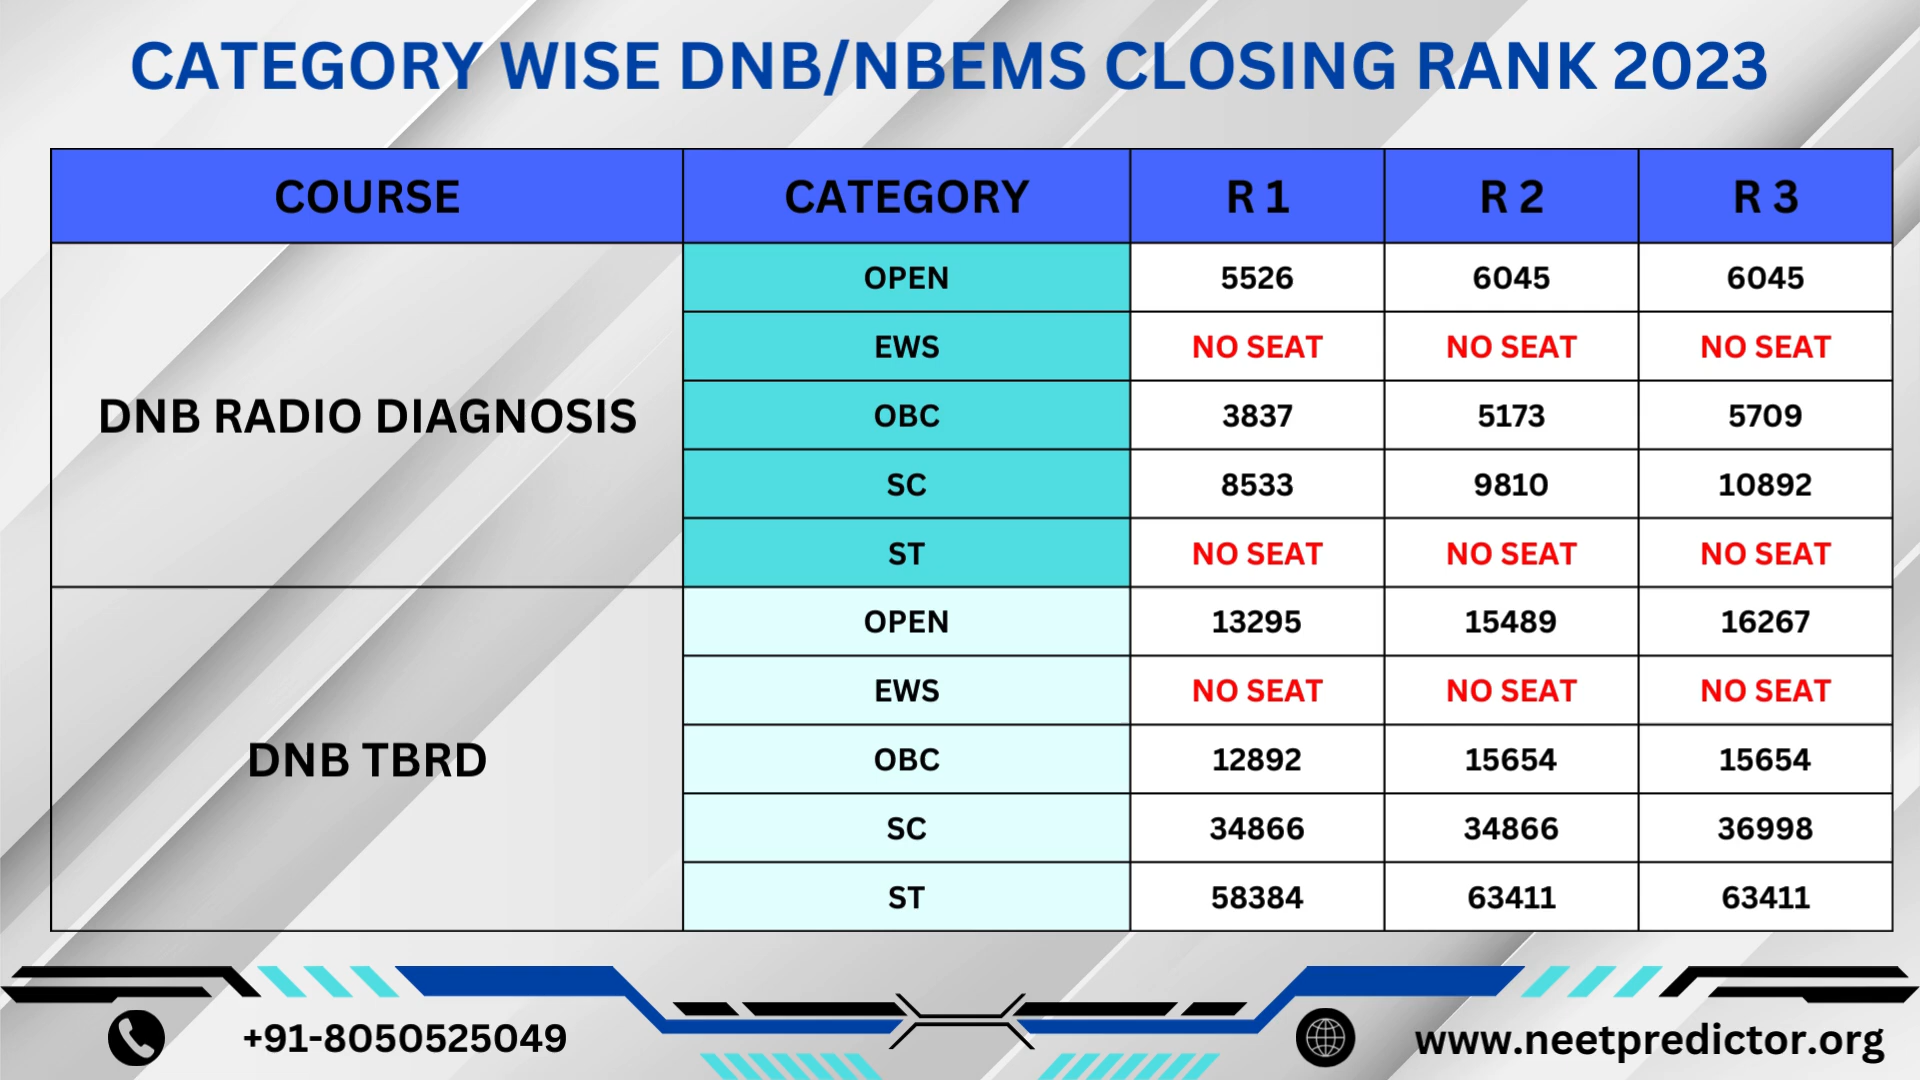 CATEGORY WISE DNB/NBEMS CLOSING RANK 2023
COURSE CATEGORY R 1 R 2 R 3
DNB RADIO DIAGNOSIS
OPEN 5526 6045 6045
EWS NO SEAT NO SEAT NO SEAT
OBC 3837 5173 5709
SC 8533 9810 10892
ST NO SEAT NO SEAT NO SEAT
DNB TBRD
OPEN 13295 15489 16267
EWS NO SEAT NO SEAT NO SEAT
OBC 12892 15654 15654
SC 34866 34866 36998
ST 58384 63411 63411
+91-8050525049
www.neetpredictor.org